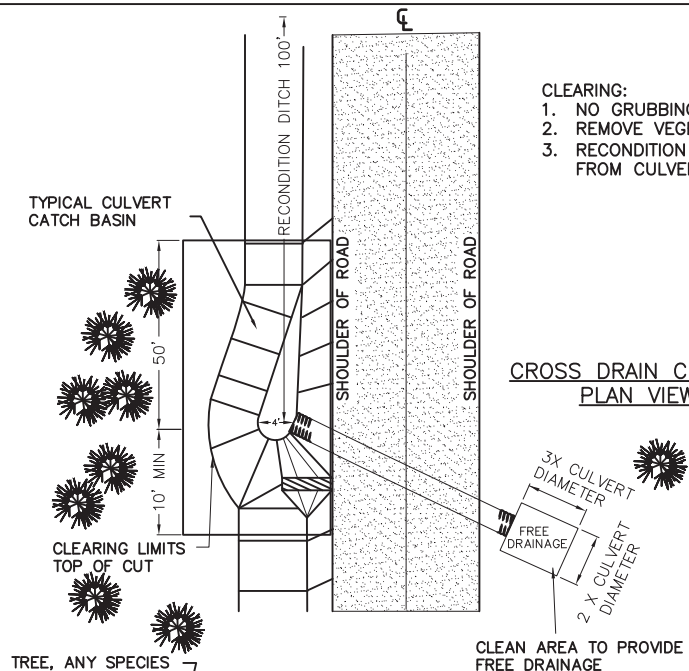 ℄
CLEARING:
1. NO GRUBBING
2. REMOVE VEG
3. RECONDITION
FROM CULVE
RECONDITION DITCH 100'
TYPICAL CULVERT
CATCH BASIN
SHOULDER OF ROAD
SHOULDER OF ROAD
50'
CROSS DRAIN C
PLAN VIEW
4'
3X CULVERT
DIAMETER
10' MIN
FREE
DRAINAGE
2 X CULVERT
DIAMETER
CLEARING LIMITS
TOP OF CUT
TREE, ANY SPECIES
CLEAN AREA TO PROVIDE
FREE DRAINAGE